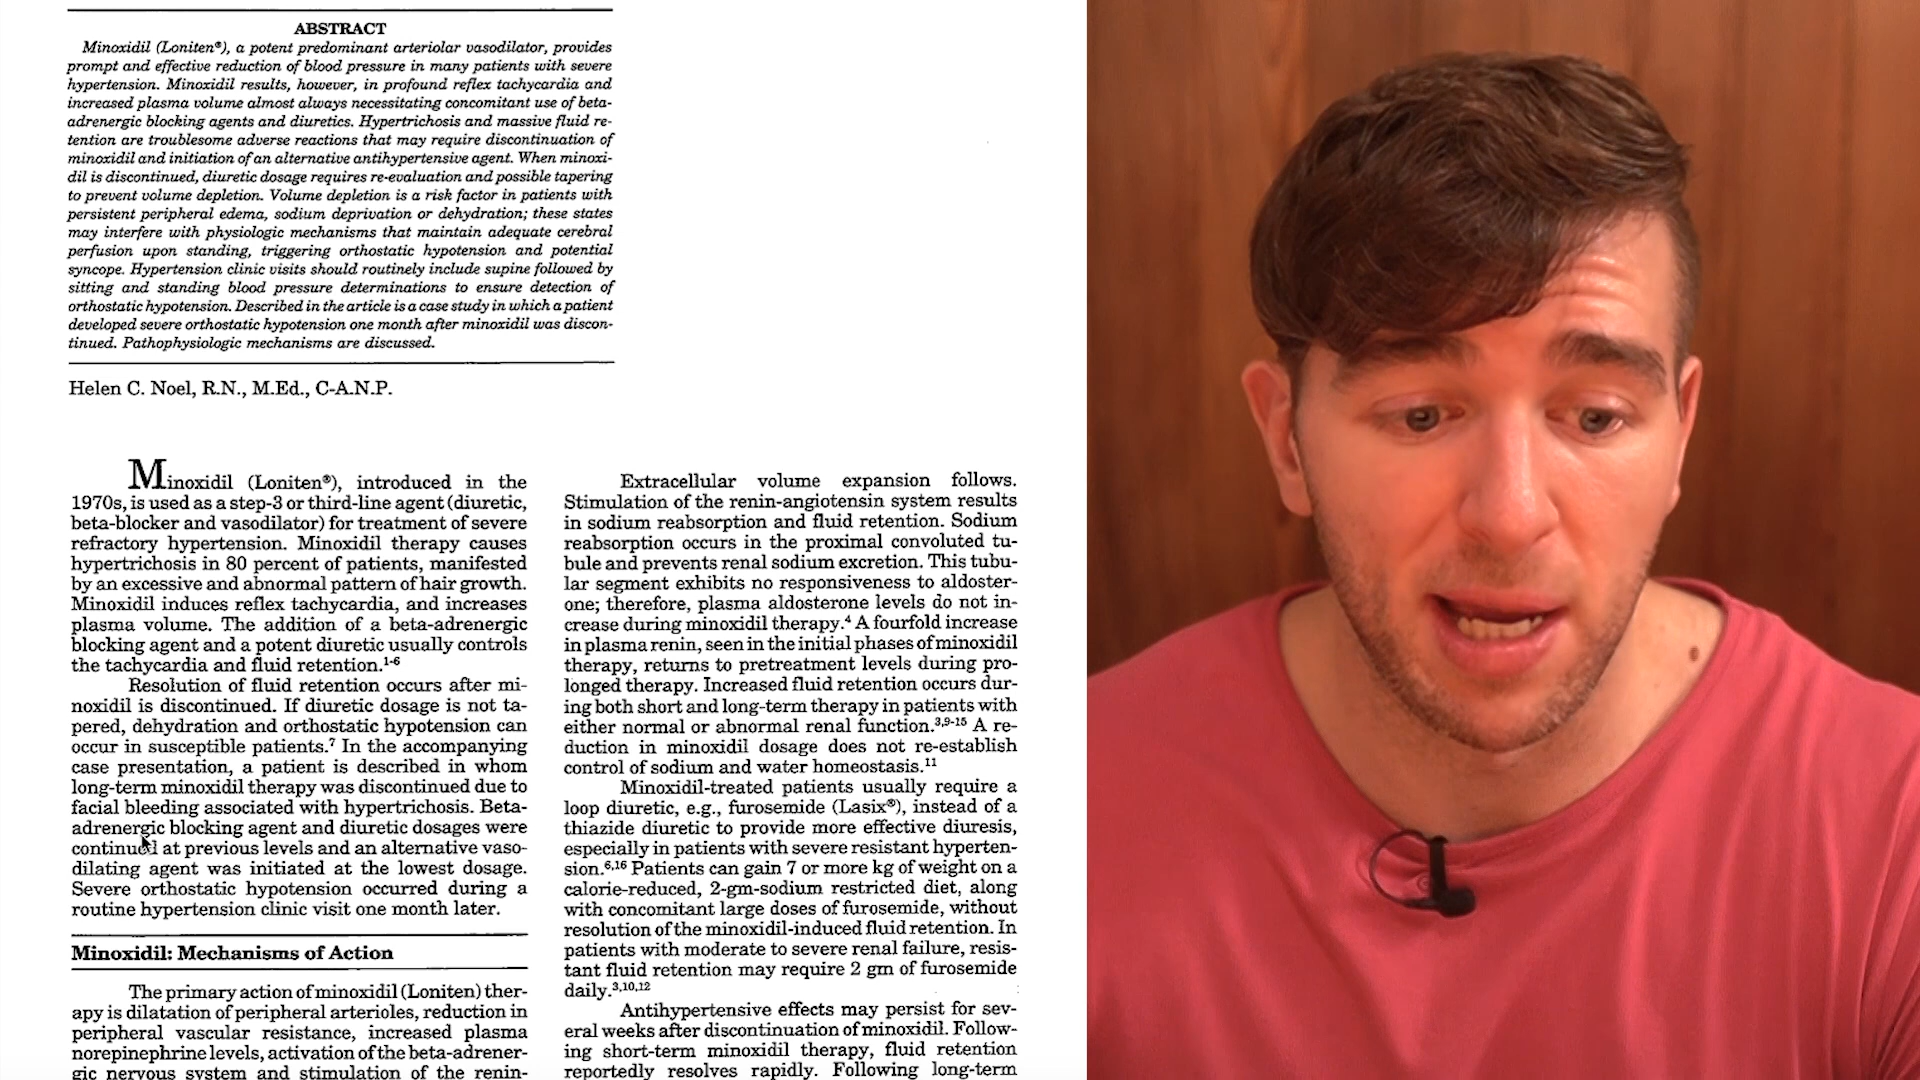 ABSTRACT
Minoxidil (Loniten®), a potent predominant arteriolar vasodilator, provides
prompt and effective reduction of blood pressure in many patients with severe
hypertension. Minoxidil results, however, in profound reflex tachycardia and
increased plasma volume almost always necessitating concomitant use of beta-
adrenergic blocking agents and diuretics. Hypertrichosis and massive fluid re-
tention are troublesome adverse reactions that may require discontinuation of
minoxidil and initiation of an alternative antihypertensive agent. When minoxi-
dil is discontinued, diuretic dosage requires re-evaluation and possible tapering
to prevent volume depletion. Volume depletion is a risk factor in patients with
persistent peripheral edema, sodium deprivation or dehydration; these states
may interfere with physiologic mechanisms that maintain adequate cerebral
perfusion upon standing, triggering orthostatic hypotension and potential
syncope. Hypertension clinic visits should routinely include supine followed by
sitting and standing blood pressure determinations to ensure detection of
orthostatic hypotension. Described in the article is a case study in which a patient
developed severe orthostatic hypotension one month after minoxidil was discon-
tinued. Pathophysiologic mechanisms are discussed.
Helen C. Noel, R.N., M.Ed., C-A.N.P.
Minoxidil (Loniten®), introduced in the
1970s, is used as a step-3 or third-line agent (diuretic,
beta-blocker and vasodilator) for treatment of severe
refractory hypertension. Minoxidil therapy causes
hypertrichosis in 80 percent of patients, manifested
by an excessive and abnormal pattern of hair growth.
Minoxidil induces reflex tachycardia, and increases
plasma volume. The addition of a beta-adrenergic
blocking agent and a potent diuretic usually controls
the tachycardia and fluid retention.1-6
Resolution of fluid retention occurs after mi-
noxidil is discontinued. If diuretic dosage is not ta-
pered, dehydration and orthostatic hypotension can
occur in susceptible patients.7 In the accompanying
case presentation, a patient is described in whom
long-term minoxidil therapy was discontinued due to
facial bleeding associated with hypertrichosis. Beta-
adrenergic blocking agent and diuretic dosages were
continued at previous levels and an alternative vaso-
dilating agent was initiated at the lowest dosage.
Severe orthostatic hypotension occurred during a
routine hypertension clinic visit one month later.
Minoxidil: Mechanisms of Action
The primary action of minoxidil (Loniten) ther-
apy is dilatation of peripheral arterioles, reduction in
peripheral vascular resistance, increased plasma
norepinephrine levels, activation of the beta-adrener-
gic nervous system and stimulation of the renin-
Extracellular volume expansion follows.
Stimulation of the renin-angiotensin system results
in sodium reabsorption and fluid retention. Sodium
reabsorption occurs in the proximal convoluted tu-
bule and prevents renal sodium excretion. This tubu-
lar segment exhibits no responsiveness to aldoster-
one; therefore, plasma aldosterone levels do not in-
crease during minoxidil therapy.4 A fourfold increase
in plasma renin, seen in the initial phases of minoxidil
therapy, returns to pretreatment levels during pro-
longed therapy. Increased fluid retention occurs dur-
ing both short and long-term therapy in patients with
either normal or abnormal renal function.3,9-15 A re-
duction in minoxidil dosage does not re-establish
control of sodium and water homeostasis.11
Minoxidil-treated patients usually require a
loop diuretic, e.g., furosemide (Lasix®), instead of a
thiazide diuretic to provide more effective diuresis,
especially in patients with severe resistant hyperten-
sion.6,16 Patients can gain 7 or more kg of weight on a
calorie-reduced, 2-gm-sodium restricted diet, along
with concomitant large doses of furosemide, without
resolution of the minoxidil-induced fluid retention. In
patients with moderate to severe renal failure, resis-
tant fluid retention may require 2 gm of furosemide
daily.3,10,12
Antihypertensive effects may persist for sev-
eral weeks after discontinuation of minoxidil. Follow-
ing short-term minoxidil therapy, fluid retention
reportedly resolves rapidly. Following long-term